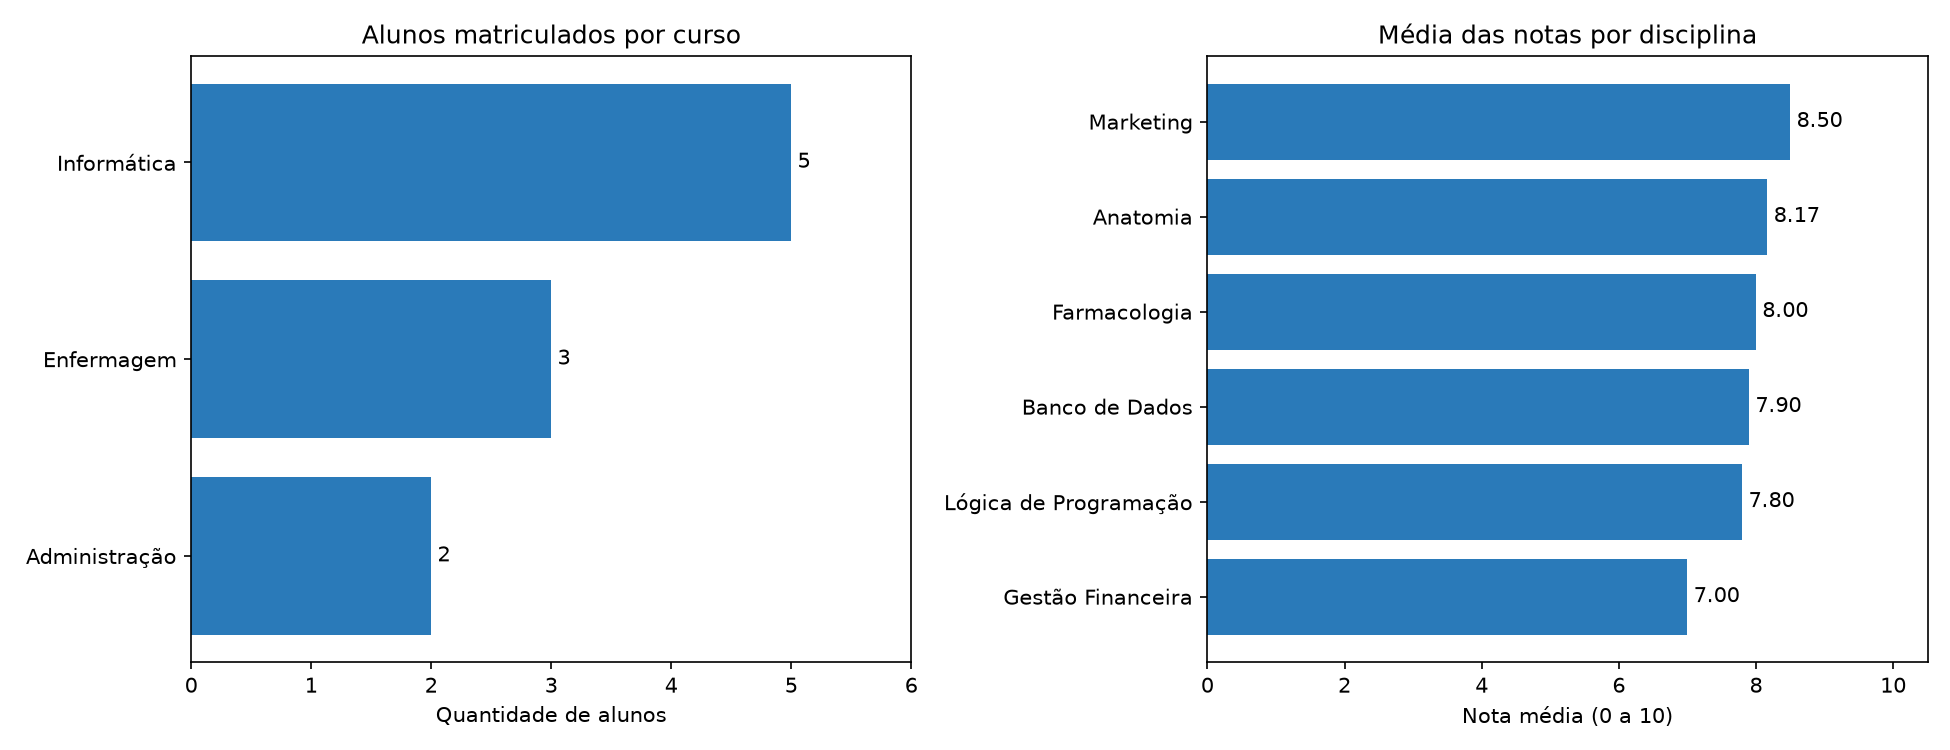 Alunos matriculados por curso
Informática
5
Enfermagem
3
Administração
2
0 1 2 3 4 5 6
Quantidade de alunos
Média das notas por disciplina
Marketing
8.50
Anatomia
8.17
Farmacologia
8.00
Banco de Dados
7.90
Lógica de Programação
7.80
Gestão Financeira
7.00
0 2 4 6 8 10
Nota média (0 a 10)